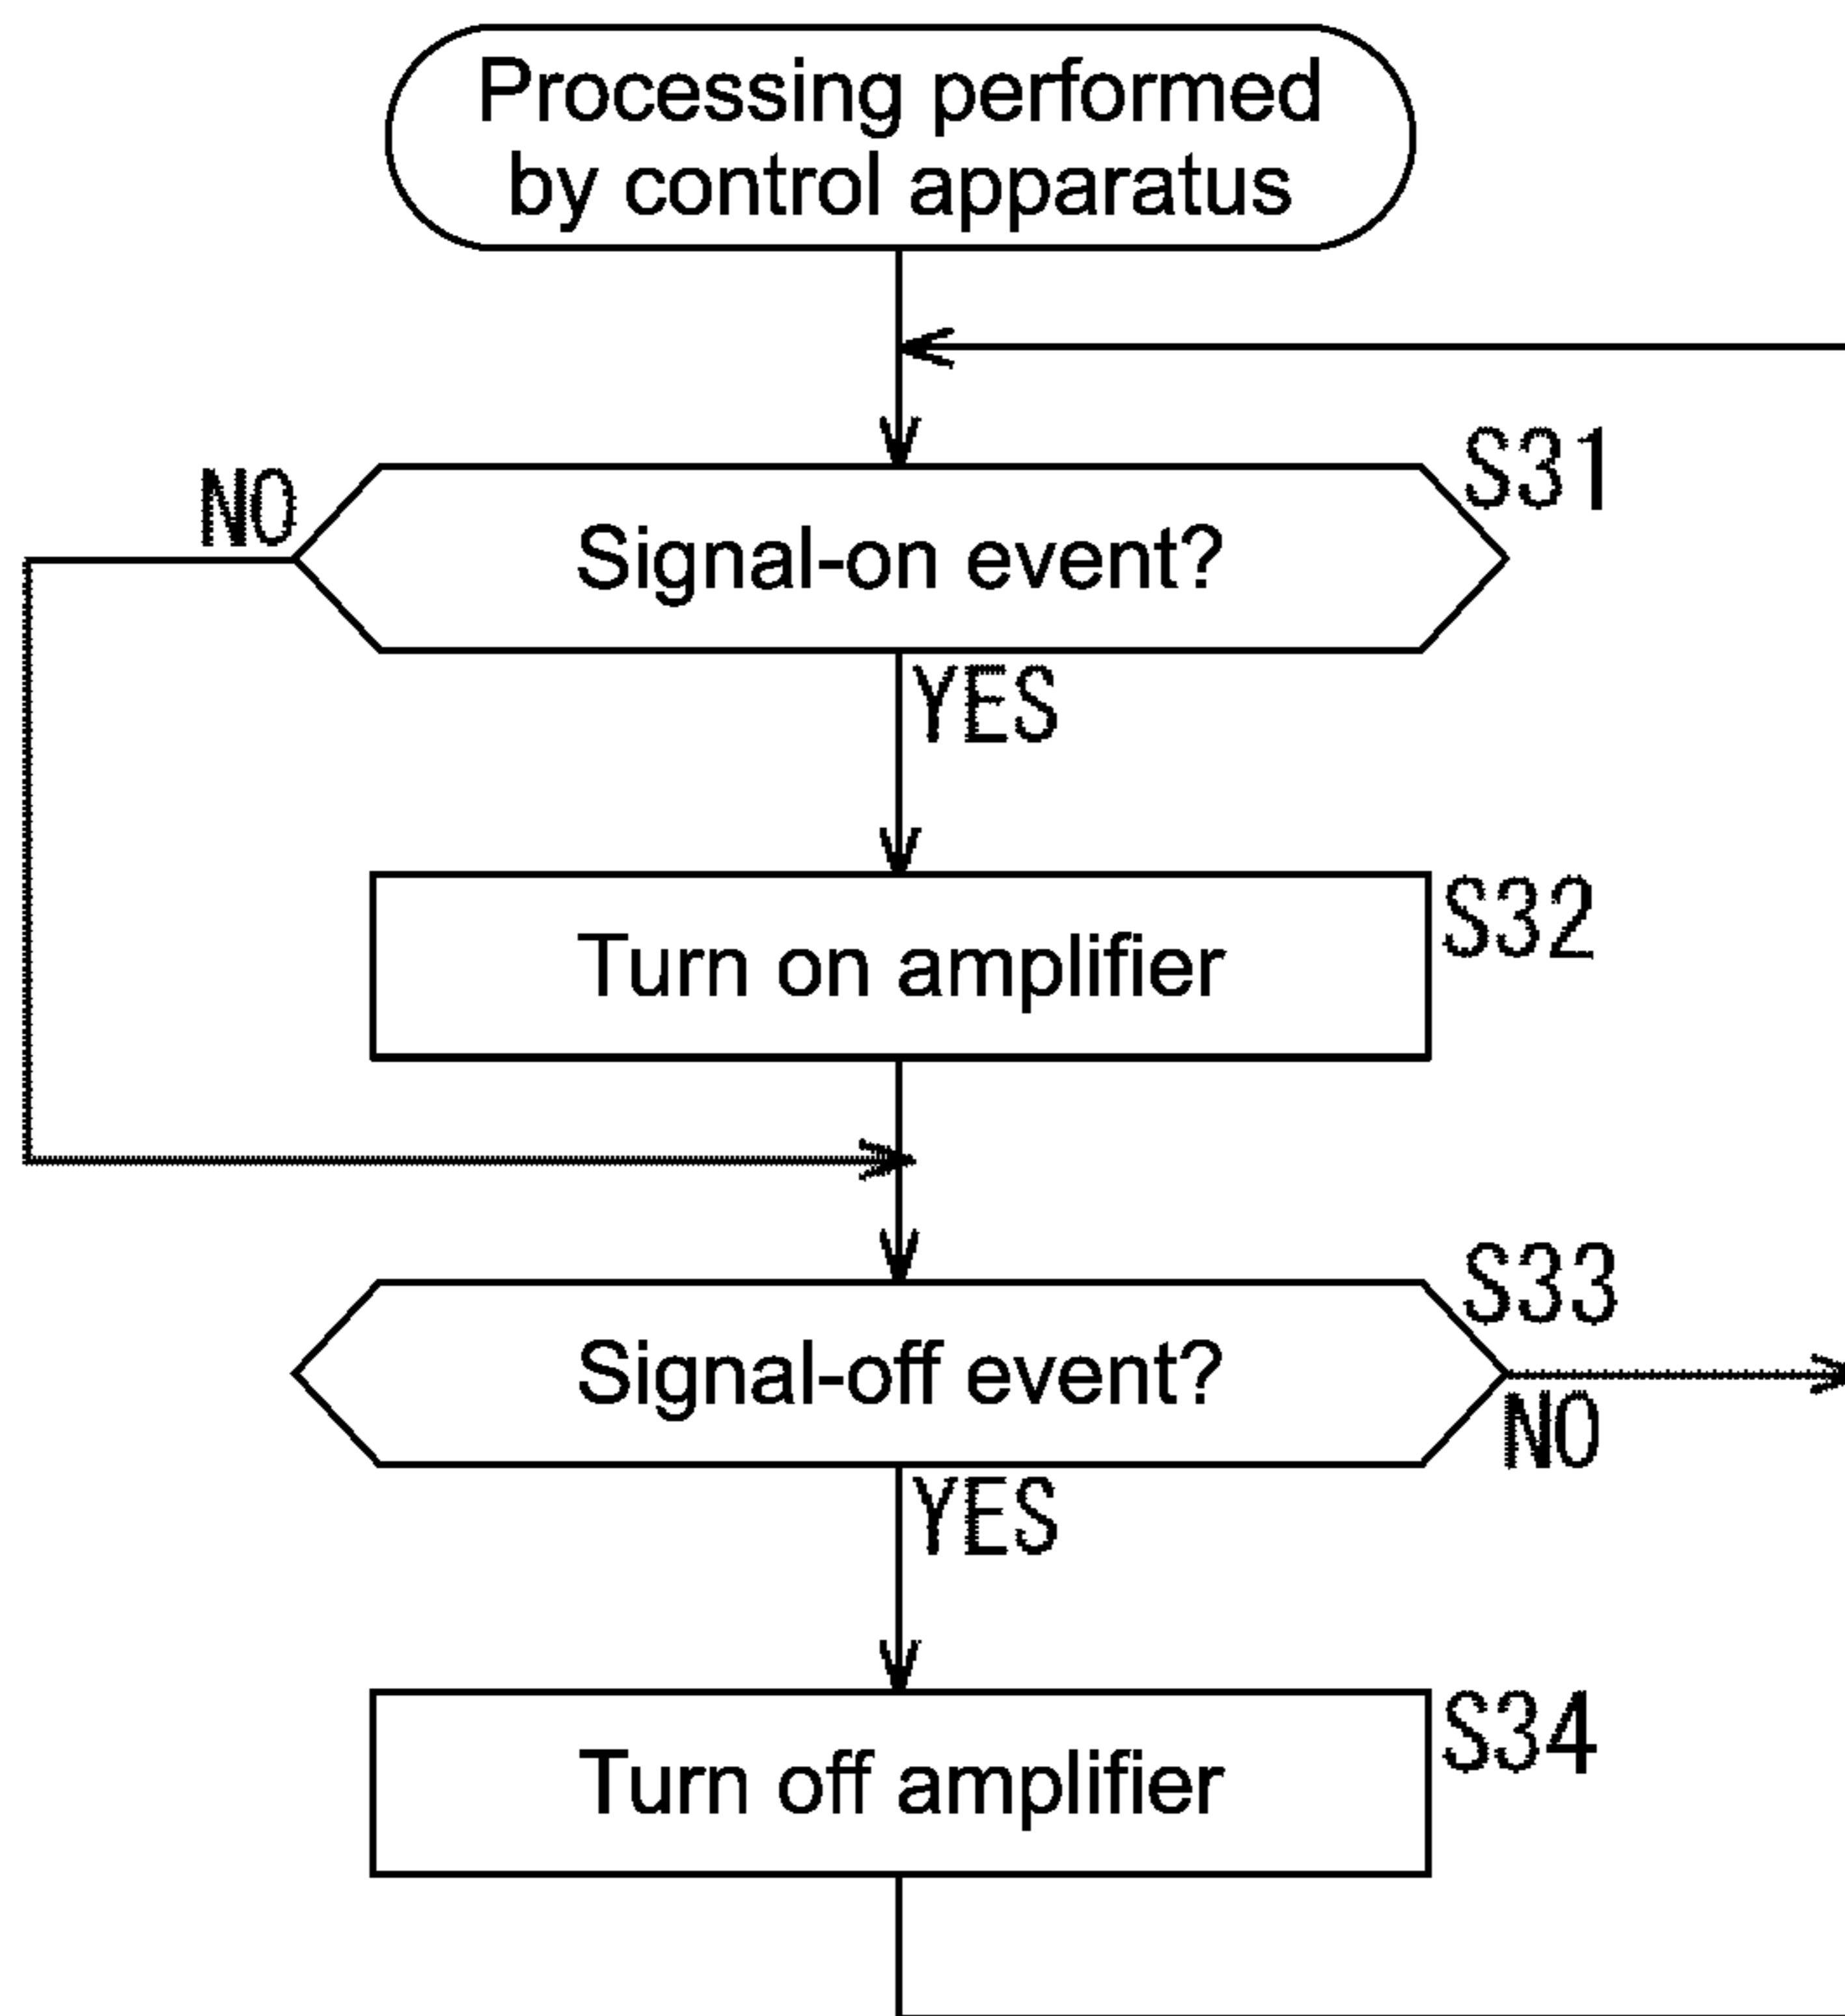 Processing performed
by control apparatus
S31
NO
Signal-on event?
YES
S32
Turn on amplifier
S33
Signal-off event?
NO
YES
S34
Turn off amplifier